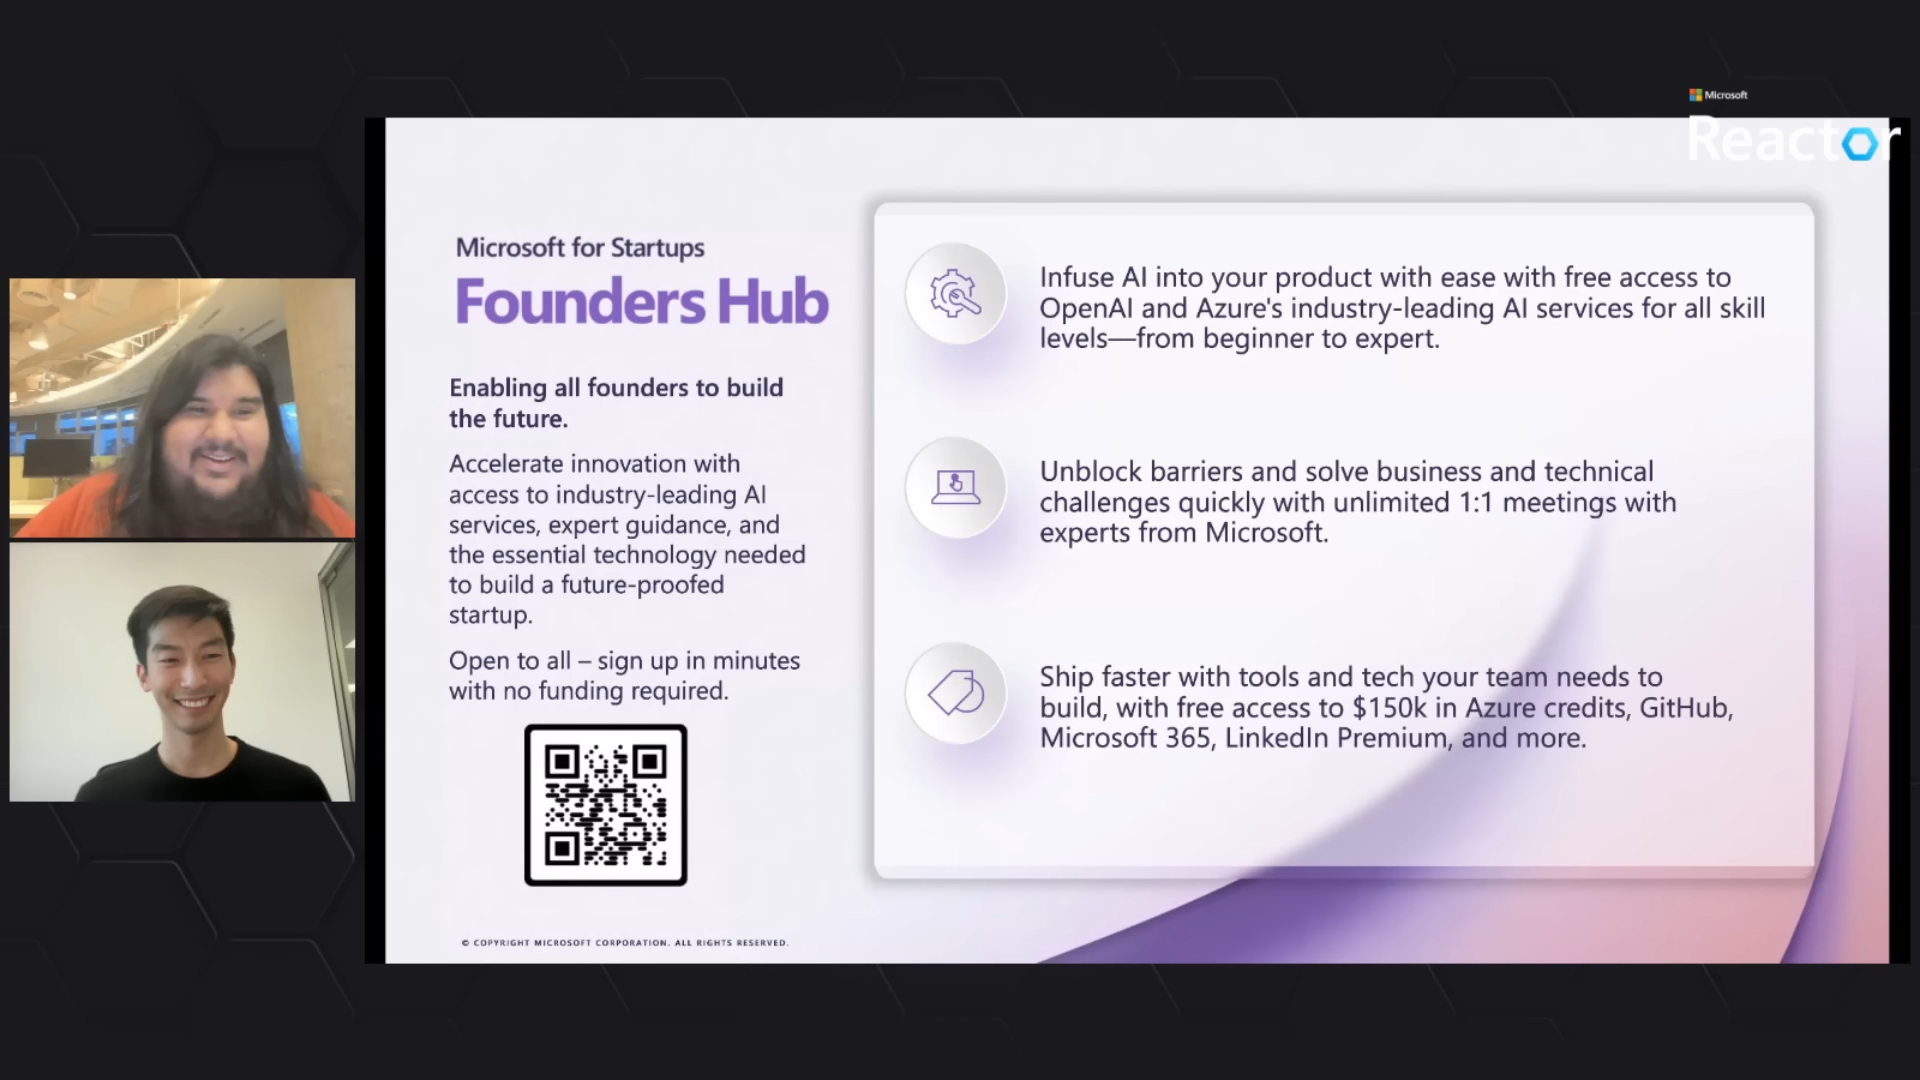 Microsoft
Reactor
Microsoft for Startups
Founders Hub
Enabling all founders to build
the future.
Accelerate innovation with
access to industry-leading AI
services, expert guidance, and
the essential technology needed
to build a future-proofed
startup.
Open to all – sign up in minutes
with no funding required.
© COPYRIGHT MICROSOFT CORPORATION. ALL RIGHTS RESERVED.
Infuse AI into your product with ease with free access to
OpenAI and Azure's industry-leading AI services for all skill
levels—from beginner to expert.
Unblock barriers and solve business and technical
challenges quickly with unlimited 1:1 meetings with
experts from Microsoft.
Ship faster with tools and tech your team needs to
build, with free access to $150k in Azure credits, GitHub,
Microsoft 365, LinkedIn Premium, and more.